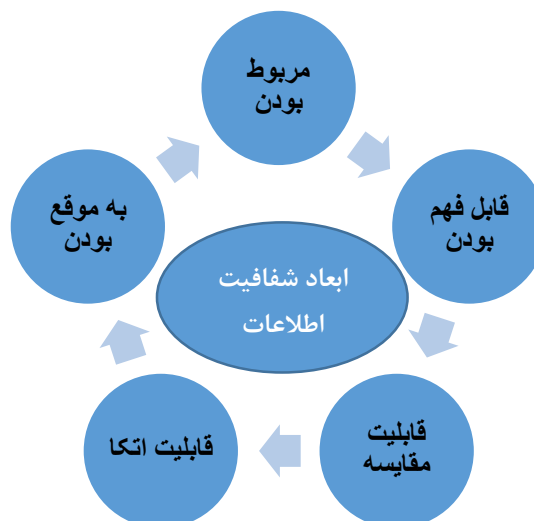 مربوط
بودن
قابل فهم
بودن
قابلیت
مقایسه
قابلیت اتکا
به موقع
بودن
ابعاد شفافیت
اطلاعات